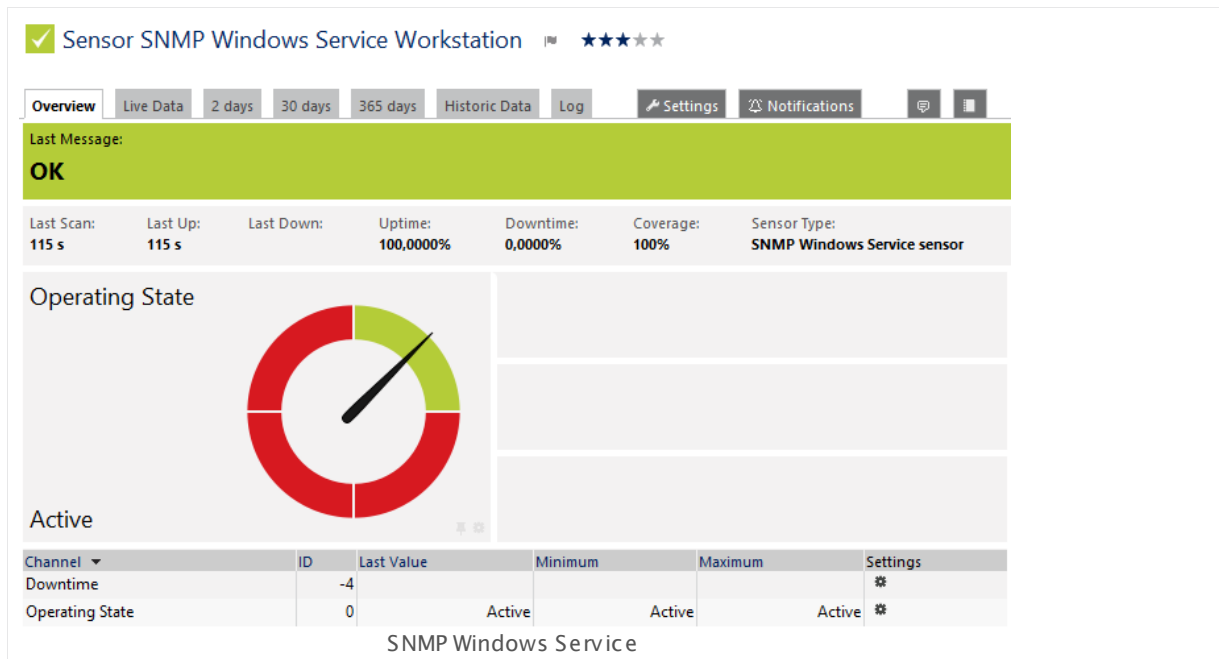 Sensor SNMP Windows Service Workstation
Overview Live Data 2 days 30 days 365 days Historic Data Log Settings Notifications
Last Message:
OK
Last Scan: Last Up: Last Down: Uptime: Downtime: Coverage: Sensor Type:
115 s 115 s 100,0000% 0,0000% 100% SNMP Windows Service sensor
Operating State
Active
Channel ID Last Value Minimum Maximum Settings
Downtime -4
Operating State 0 Active Active Active
SNMP Windows Service